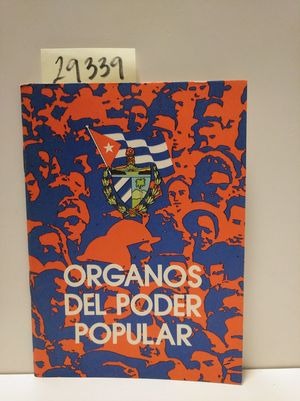 29339
ORGANOS
DEL PODER
POPULAR